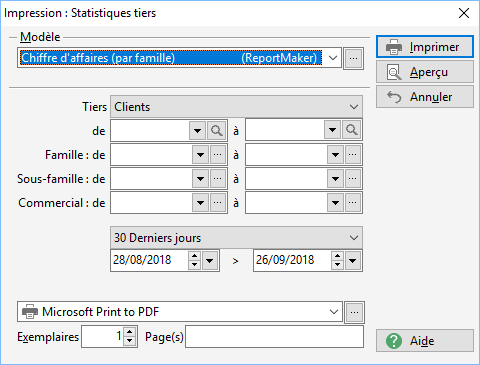 Impression : Statistiques tiers
Modèle
Chiffre d'affaires (par famille) (ReportMaker)
Imprimer
Aperçu
Annuler
Tiers Clients
de à
Famille : de à
Sous-famille : de à
Commercial : de à
30 Derniers jours
28/08/2018 > 26/09/2018
Microsoft Print to PDF
Exemplaires 1 Page(s)
Aide